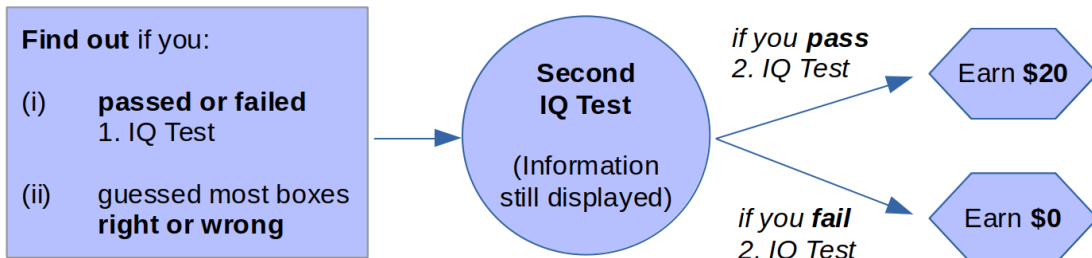 Find out if you:
(i) passed or failed
1. IQ Test
(ii) guessed most boxes
right or wrong
Second
IQ Test
(Information
still displayed)
if you pass
2. IQ Test
Earn $20
if you fail
2. IQ Test
Earn $0